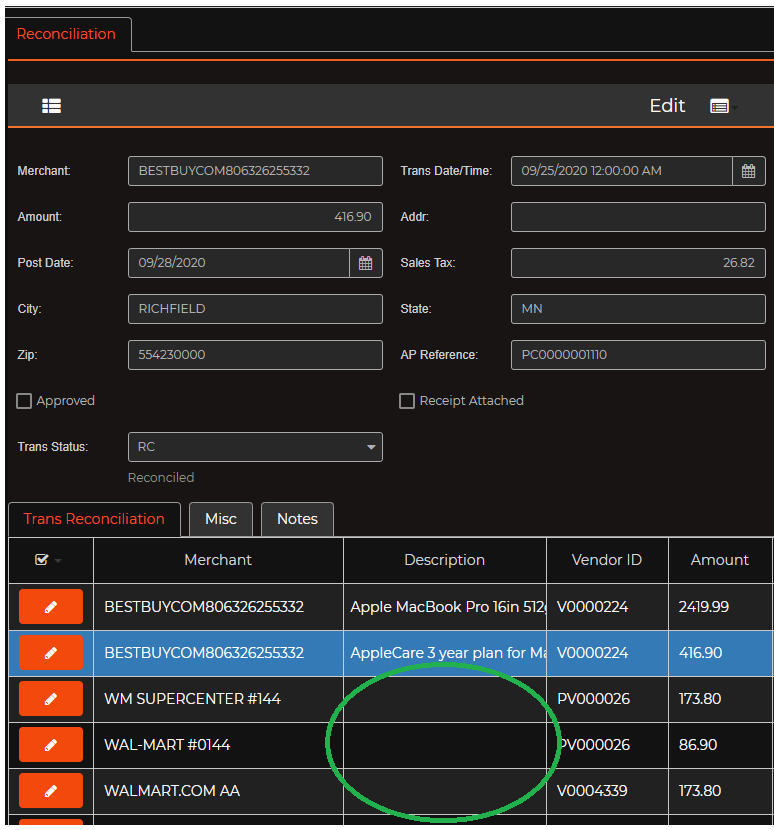 Reconciliation
Edit
Merchant: BESTBUYCOM806326255332 Trans Date/Time: 09/25/2020 12:00:00 AM
Amount: 416.90 Addr:
Post Date: 09/28/2020 Sales Tax: 26.82
City: RICHFIELD State: MN
Zip: 554230000 AP Reference: PC0000001110
Approved Receipt Attached
Trans Status: RC
Reconciled
Trans Reconciliation Misc Notes
Merchant Description Vendor ID Amount
BESTBUYCOM806326255332 Apple MacBook Pro 16in 512 V0000224 2419.99
BESTBUYCOM806326255332 AppleCare 3 year plan for Ma V0000224 416.90
WM SUPERCENTER #144 PV000026 173.80
WAL-MART #0144 PV000026 86.90
WALMART.COM AA V0004339 173.80